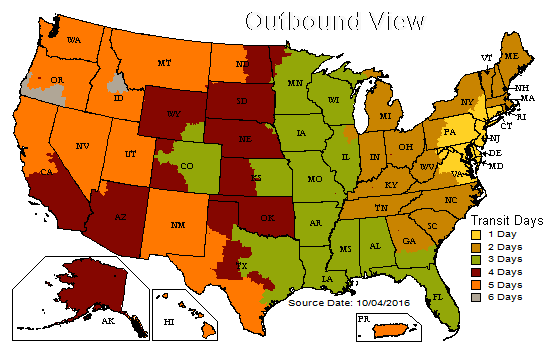 Outbound View
WA
MT
ND
MN
VT
ME
OR
ID
SD
WI
NY
NH
MA
WY
MI
RI
CT
NV
NE
IA
PA
NJ
UT
CO
IL
IN
OH
DE
MD
CA
KS
MO
WV
VA
KY
AZ
NM
OK
AR
TN
NC
SC
TX
MS
AL
GA
LA
FL
AK
HI
PR
Transit Days
1 Day
2 Days
3 Days
4 Days
5 Days
6 Days
Source Date: 10/04/2016